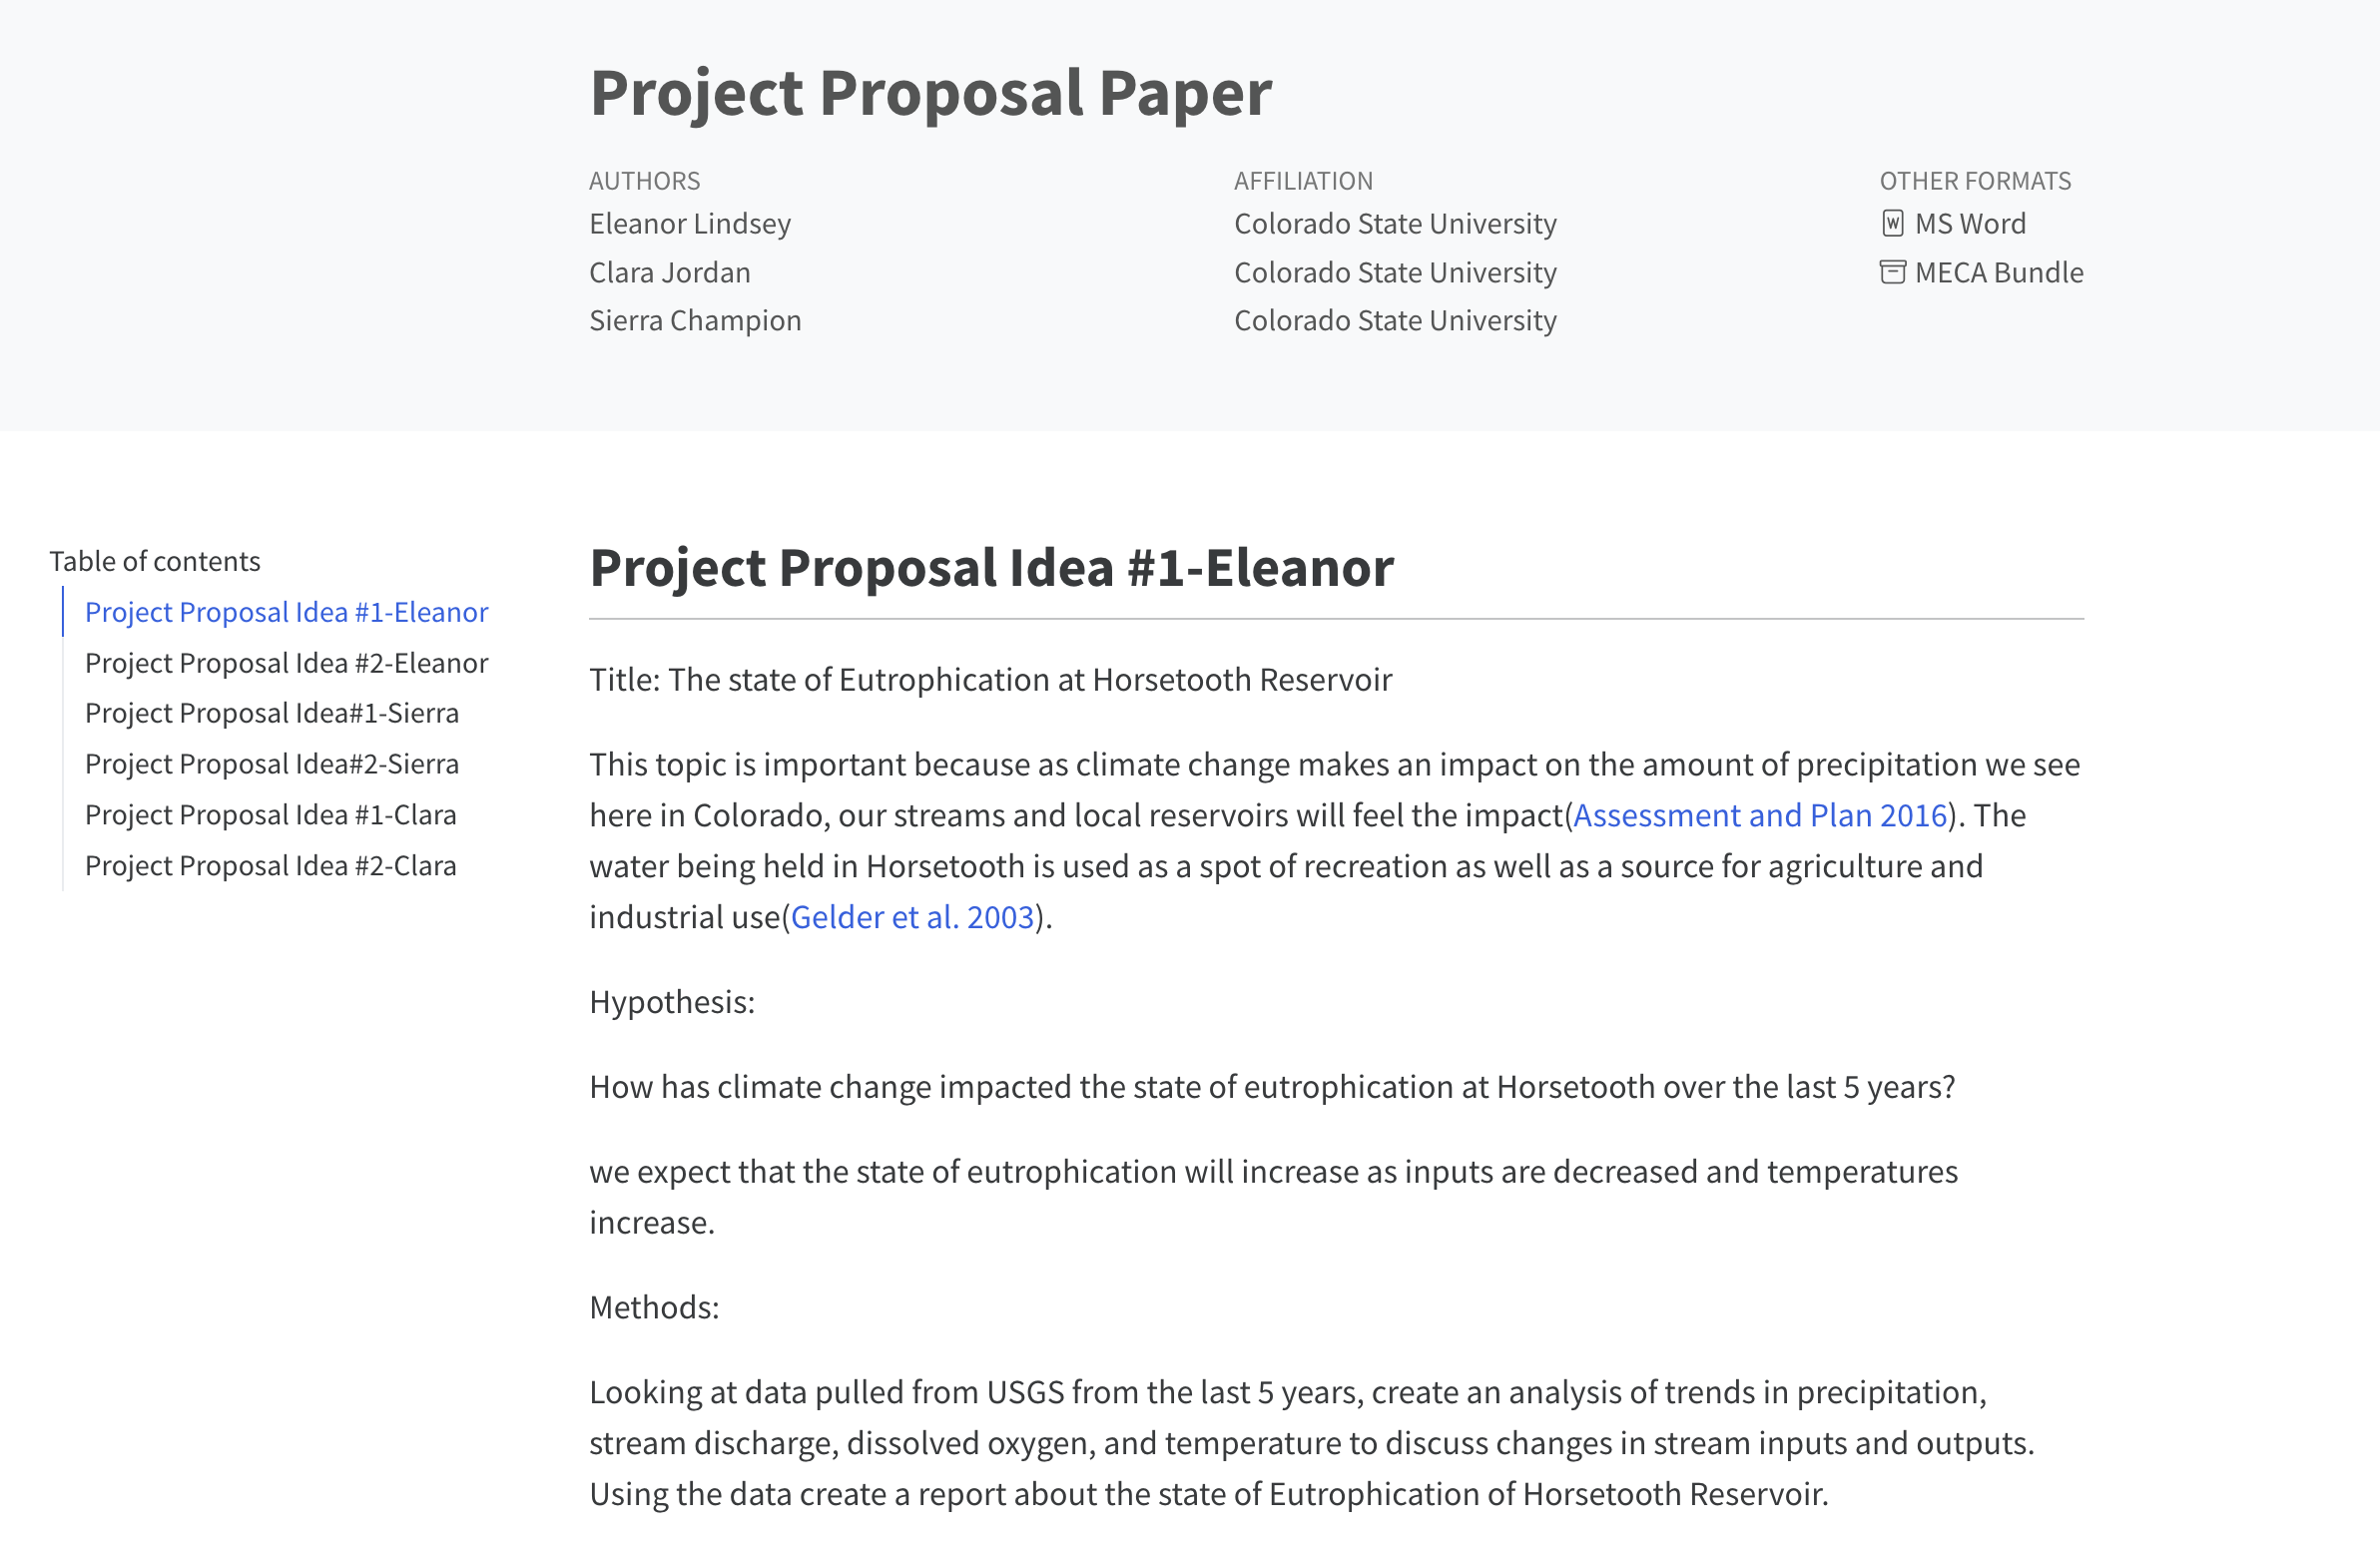 Project Proposal Paper
AUTHORS
AFFILIATION
OTHER FORMATS
Eleanor Lindsey
Colorado State University
MS Word
Clara Jordan
Colorado State University
MECA Bundle
Sierra Champion
Colorado State University
Table of contents
Project Proposal Idea #1-Eleanor
Project Proposal Idea #2-Eleanor
Project Proposal Idea#1-Sierra
Project Proposal Idea#2-Sierra
Project Proposal Idea #1-Clara
Project Proposal Idea #2-Clara
Project Proposal Idea #1-Eleanor
Title: The state of Eutrophication at Horsetooth Reservoir
This topic is important because as climate change makes an impact on the amount of precipitation we see
here in Colorado, our streams and local reservoirs will feel the impact(Assessment and Plan 2016). The
water being held in Horsetooth is used as a spot of recreation as well as a source for agriculture and
industrial use(Gelder et al. 2003).
Hypothesis:
How has climate change impacted the state of eutrophication at Horsetooth over the last 5 years?
we expect that the state of eutrophication will increase as inputs are decreased and temperatures
increase.
Methods:
Looking at data pulled from USGS from the last 5 years, create an analysis of trends in precipitation,
stream discharge, dissolved oxygen, and temperature to discuss changes in stream inputs and outputs.
Using the data create a report about the state of Eutrophication of Horsetooth Reservoir.